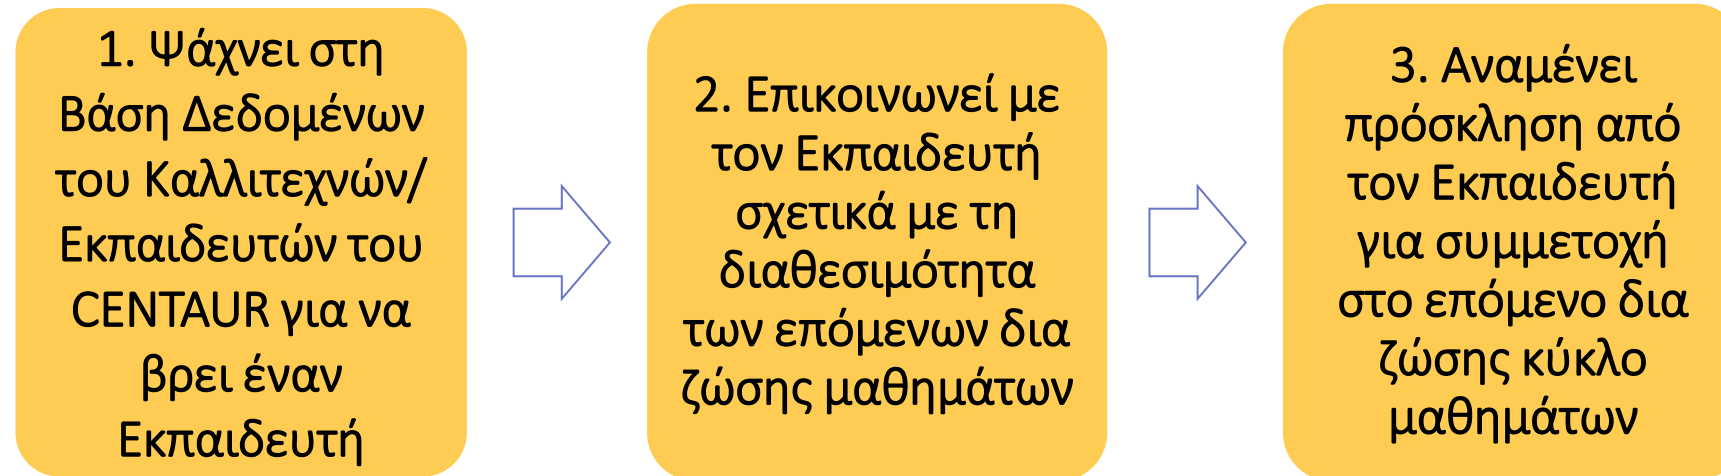 1. Ψάχνει στη
Βάση Δεδομένων
του Καλλιτεχνών/
Εκπαιδευτών του
CENTAUR για να
βρει έναν
Εκπαιδευτή
2. Επικοινωνεί με
τον Εκπαιδευτή
σχετικά με τη
διαθεσιμότητα
των επόμενων δια
ζώσης μαθημάτων
3. Αναμένει
πρόσκληση από
τον Εκπαιδευτή
για συμμετοχή
στο επόμενο δια
ζώσης κύκλο
μαθημάτων